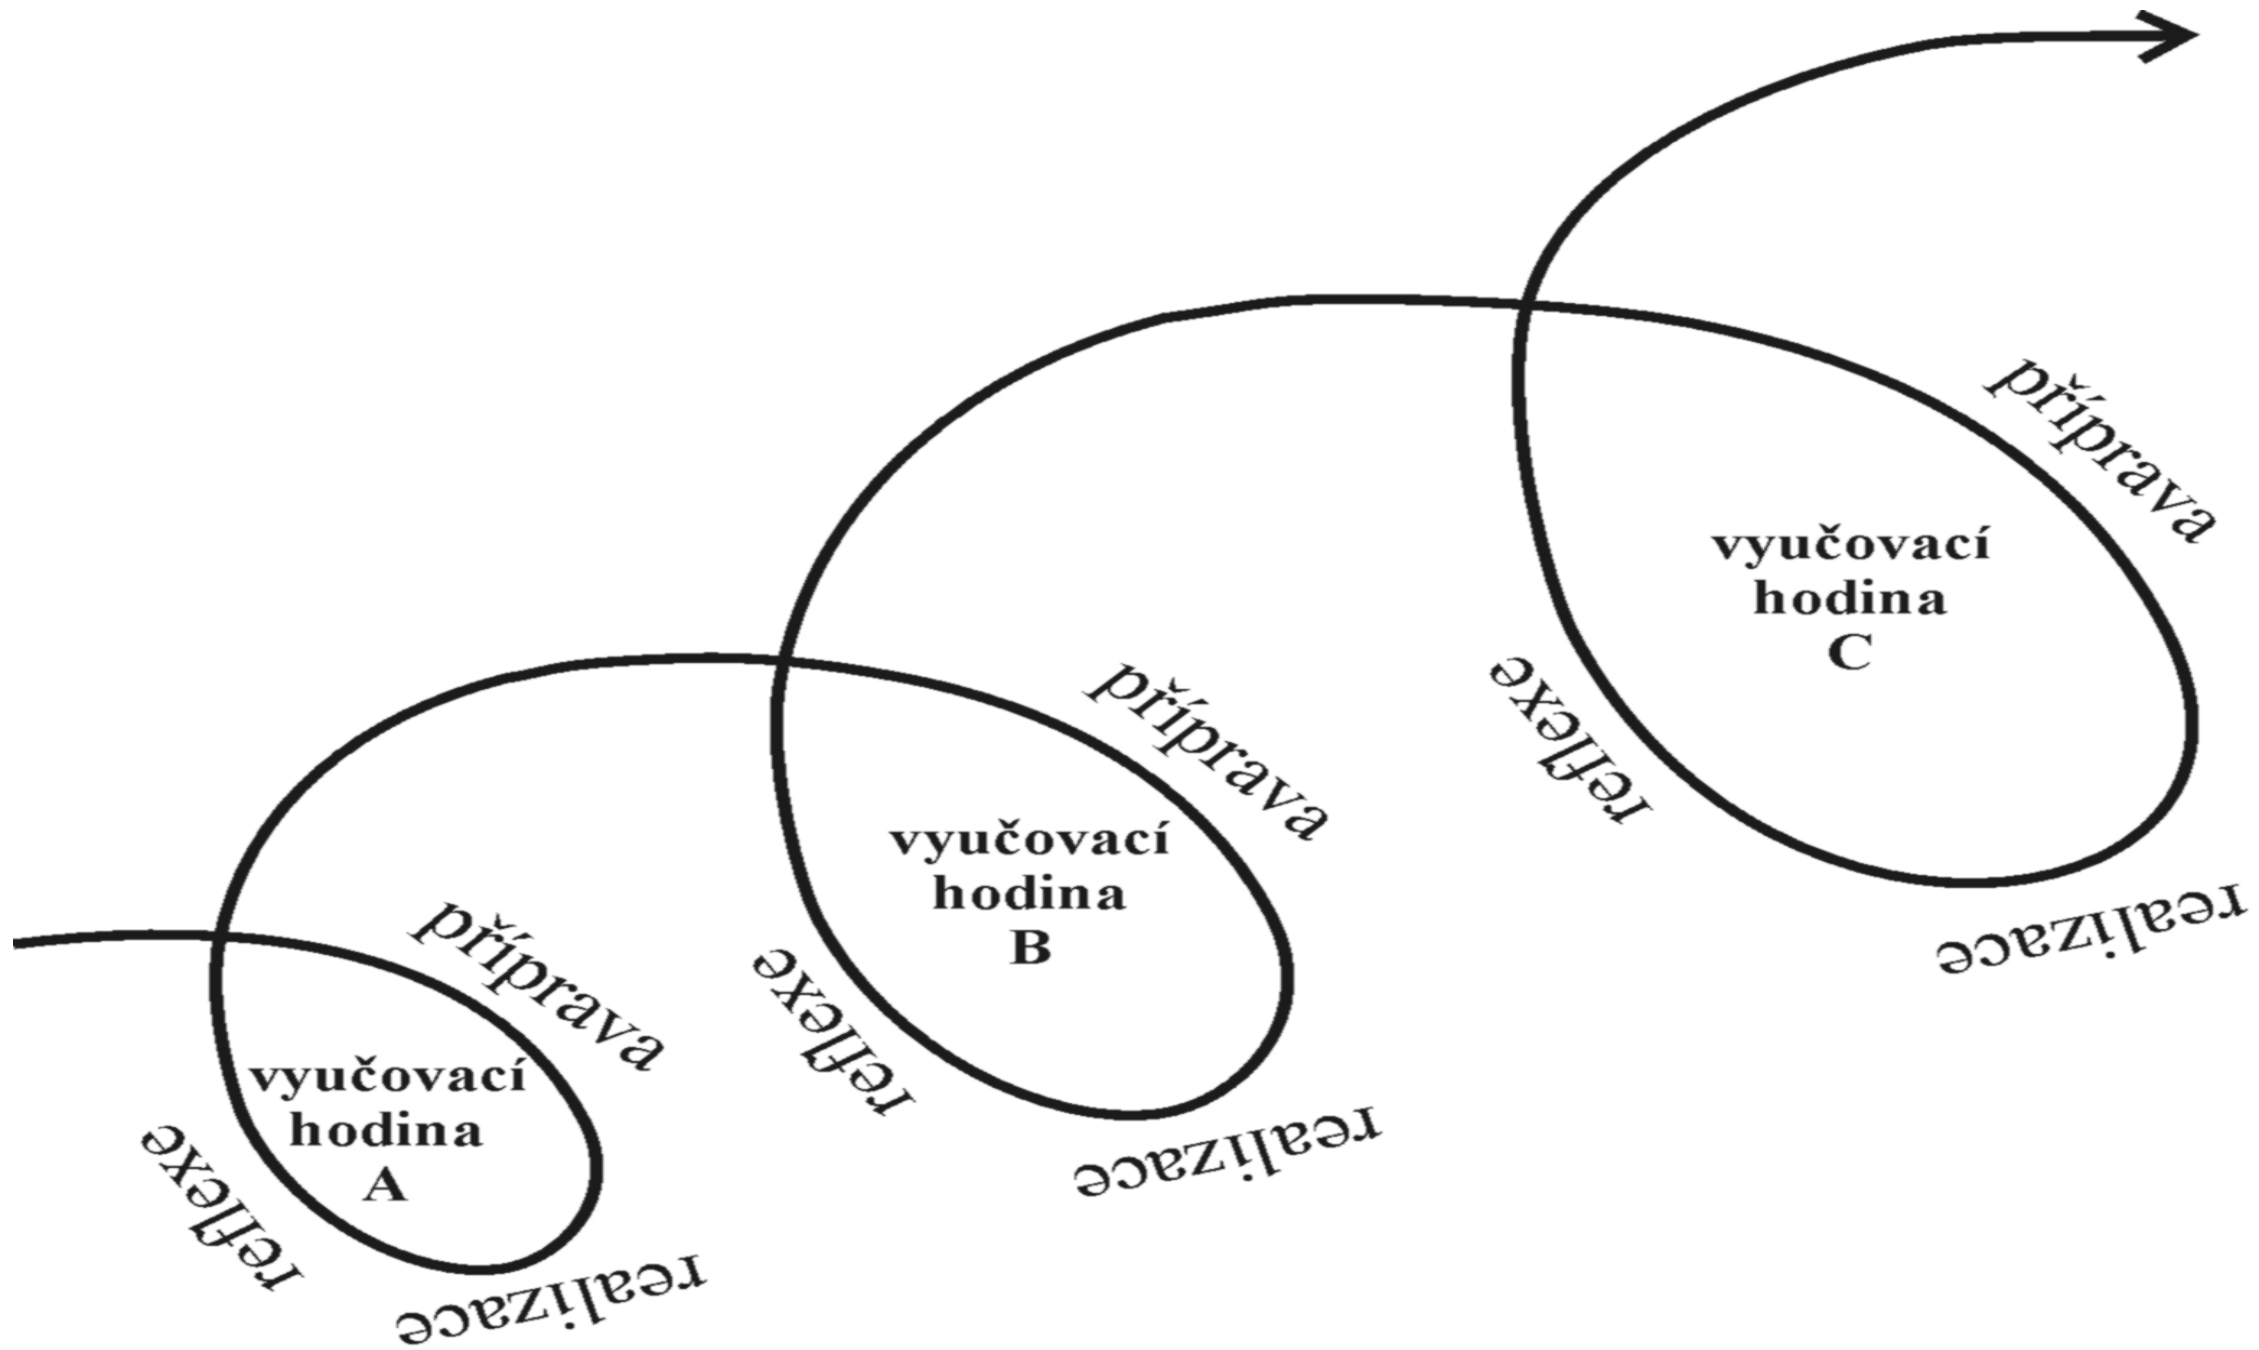 příprava
vyučovací
hodina
A
realizace
reflexe
příprava
vyučovací
hodina
B
realizace
reflexe
příprava
vyučovací
hodina
C
realizace
reflexe